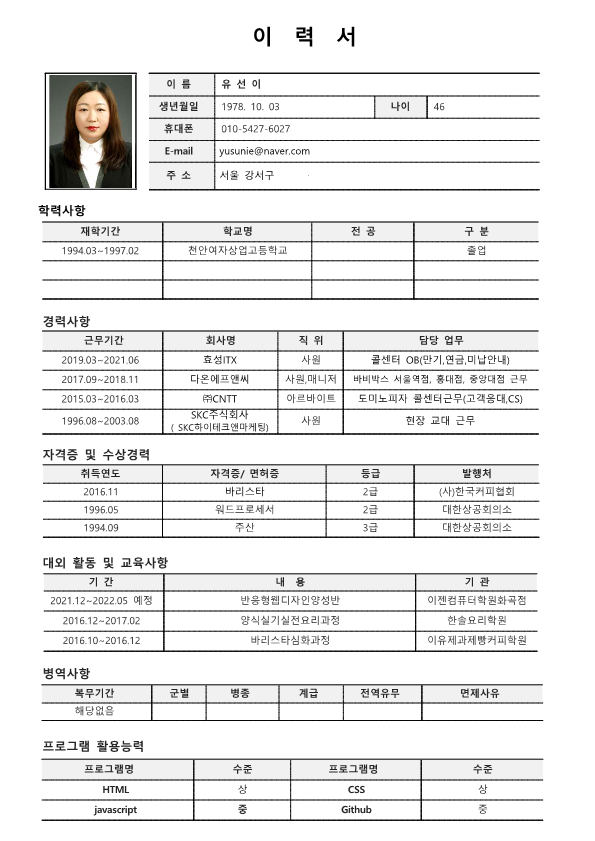 이 력 서
이 름 유 선 이
생년월일 1978. 10. 03 나이 46
휴대폰 010-5427-6027
E-mail yusunie@naver.com
주 소 서울 강서구
학력사항
재학기간 학교명 전 공 구 분
1994.03~1997.02 천안여자상업고등학교 졸업
경력사항
근무기간 회사명 직 위 담당 업무
2019.03~2021.06 효성ITX 사원 콜센터 OB(만기,연금,미납안내)
2017.09~2018.11 다온에프앤씨 사원,매니저 바비박스 서울역점, 홍대점, 중앙대점 근무
2015.03~2016.03 ㈜CNTT 아르바이트 도미노피자 콜센터근무(고객응대,CS)
1996.08~2003.08 SKC주식회사 사원 현장 교대 근무
( SKC하이테크앤마케팅)
자격증 및 수상경력
취득연도 자격증/ 면허증 등급 발행처
2016.11 바리스타 2급 (사)한국커피협회
1996.05 워드프로세서 2급 대한상공회의소
1994.09 주산 3급 대한상공회의소
대외 활동 및 교육사항
기 간 내 용 기 관
2021.12~2022.05 예정 반응형웹디자인양성반 이젠컴퓨터학원화곡점
2016.12~2017.02 양식실기실전요리과정 한솔요리학원
2016.10~2016.12 바리스타심화과정 이유제과제빵커피학원
병역사항
복무기간 군별 병종 계급 전역유무 면제사유
해당없음
프로그램 활용능력
프로그램명 수준 프로그램명 수준
HTML 상 CSS 상
javascript 중 Github 중